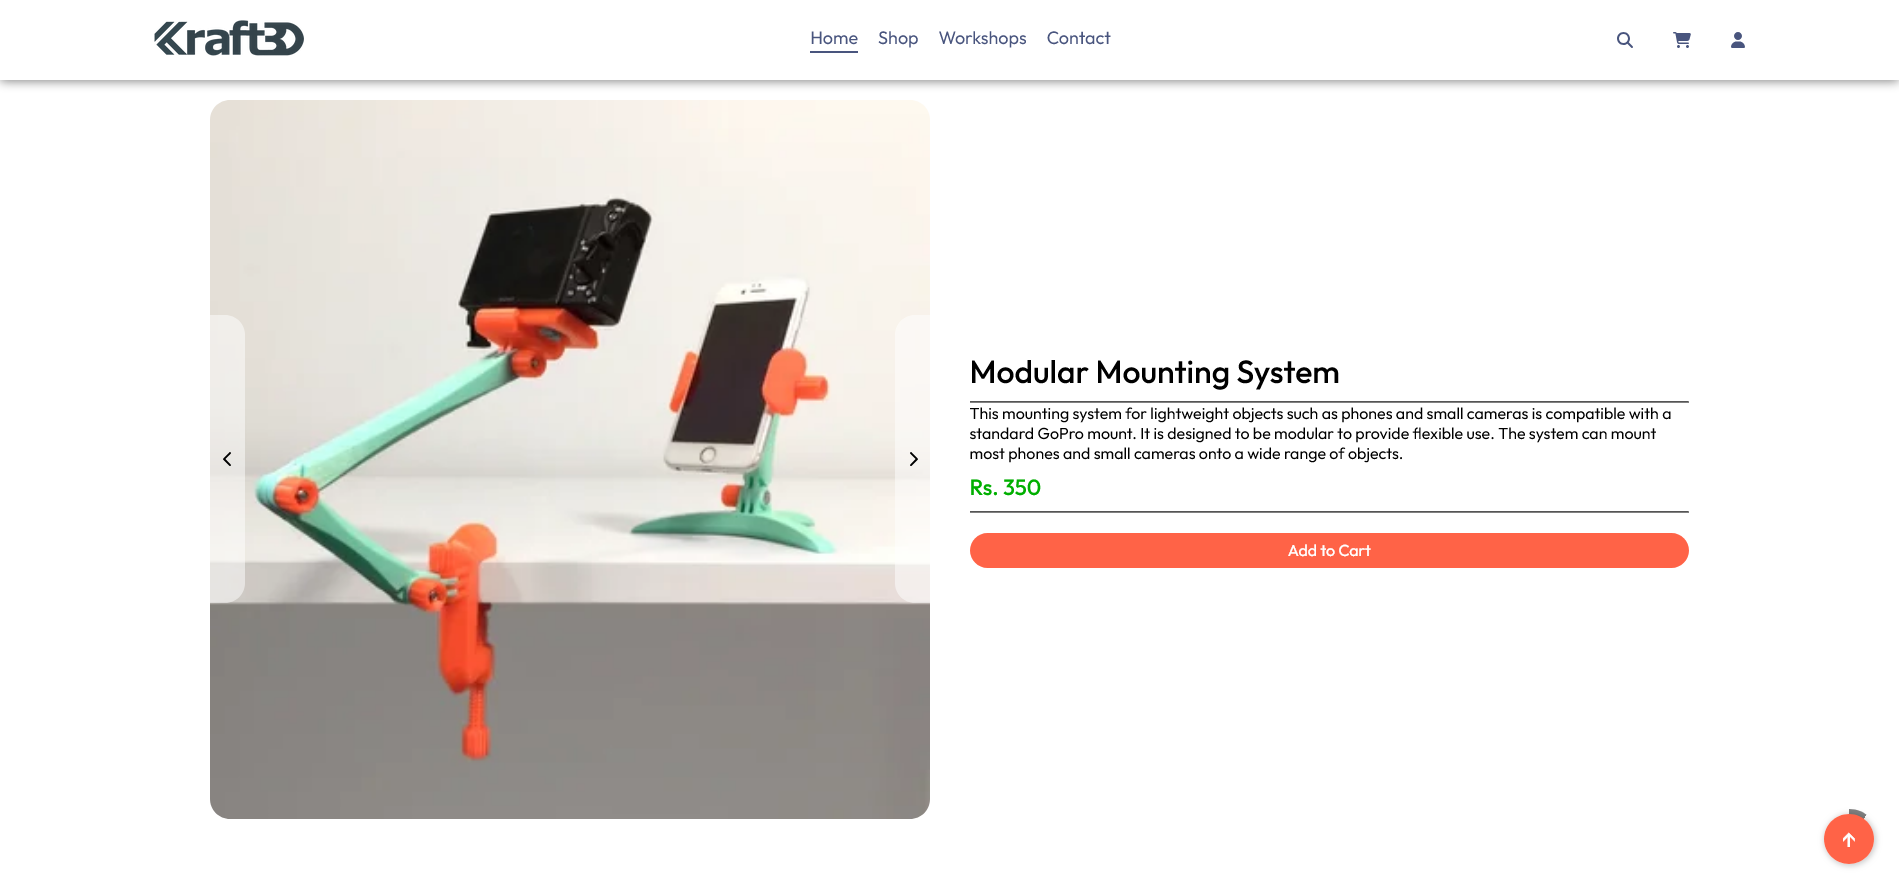 Kraft3D
Home Shop Workshops Contact
Modular Mounting System
This mounting system for lightweight objects such as phones and small cameras is compatible with a
standard GoPro mount. It is designed to be modular to provide flexible use. The system can mount
most phones and small cameras onto a wide range of objects.
Rs. 350
Add to Cart